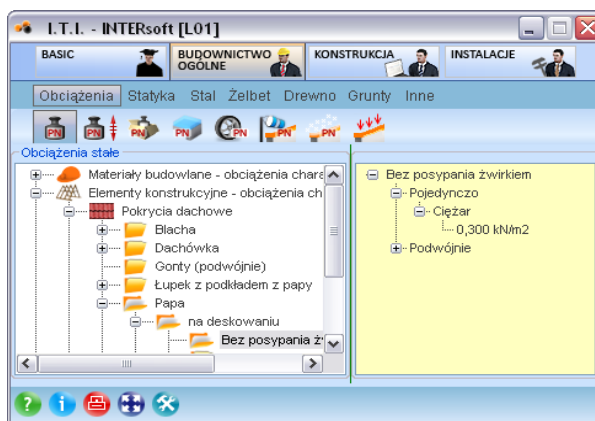 I.T.I. - INTERsoft [L01]
BASIC
BUDOWNICTWO OGÓLNE
KONSTRUKCJA
INSTALACJE
Obciążenia Statyka Stal Żelbet Drewno Grunty Inne
PN PN PN PN PN PN PN
Obciążenia stałe
Materiały budowlane - obciążenia chara
Elementy konstrukcyjne - obciążenia ch
Pokrycia dachowe
Blacha
Dachówka
Gonty (podwójnie)
Łupek z podkładem z papy
Papa
na deskowaniu
Bez posypania ż
Bez posypania żwirkiem
Pojedynczo
Ciężar
0,300 kN/m2
Podwójnie